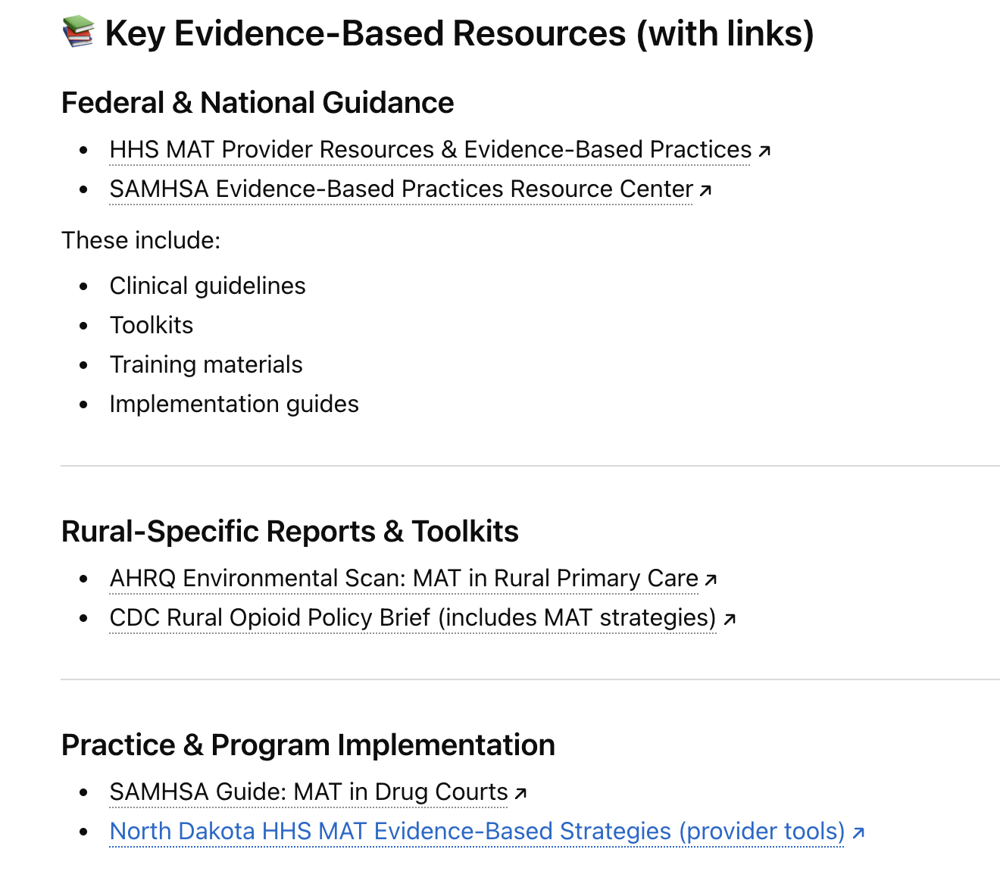 Key Evidence-Based Resources (with links)
Federal & National Guidance
HHS MAT Provider Resources & Evidence-Based Practices
SAMHSA Evidence-Based Practices Resource Center
These include:
Clinical guidelines
Toolkits
Training materials
Implementation guides
Rural-Specific Reports & Toolkits
AHRQ Environmental Scan: MAT in Rural Primary Care
CDC Rural Opioid Policy Brief (includes MAT strategies)
Practice & Program Implementation
SAMHSA Guide: MAT in Drug Courts
North Dakota HHS MAT Evidence-Based Strategies (provider tools)